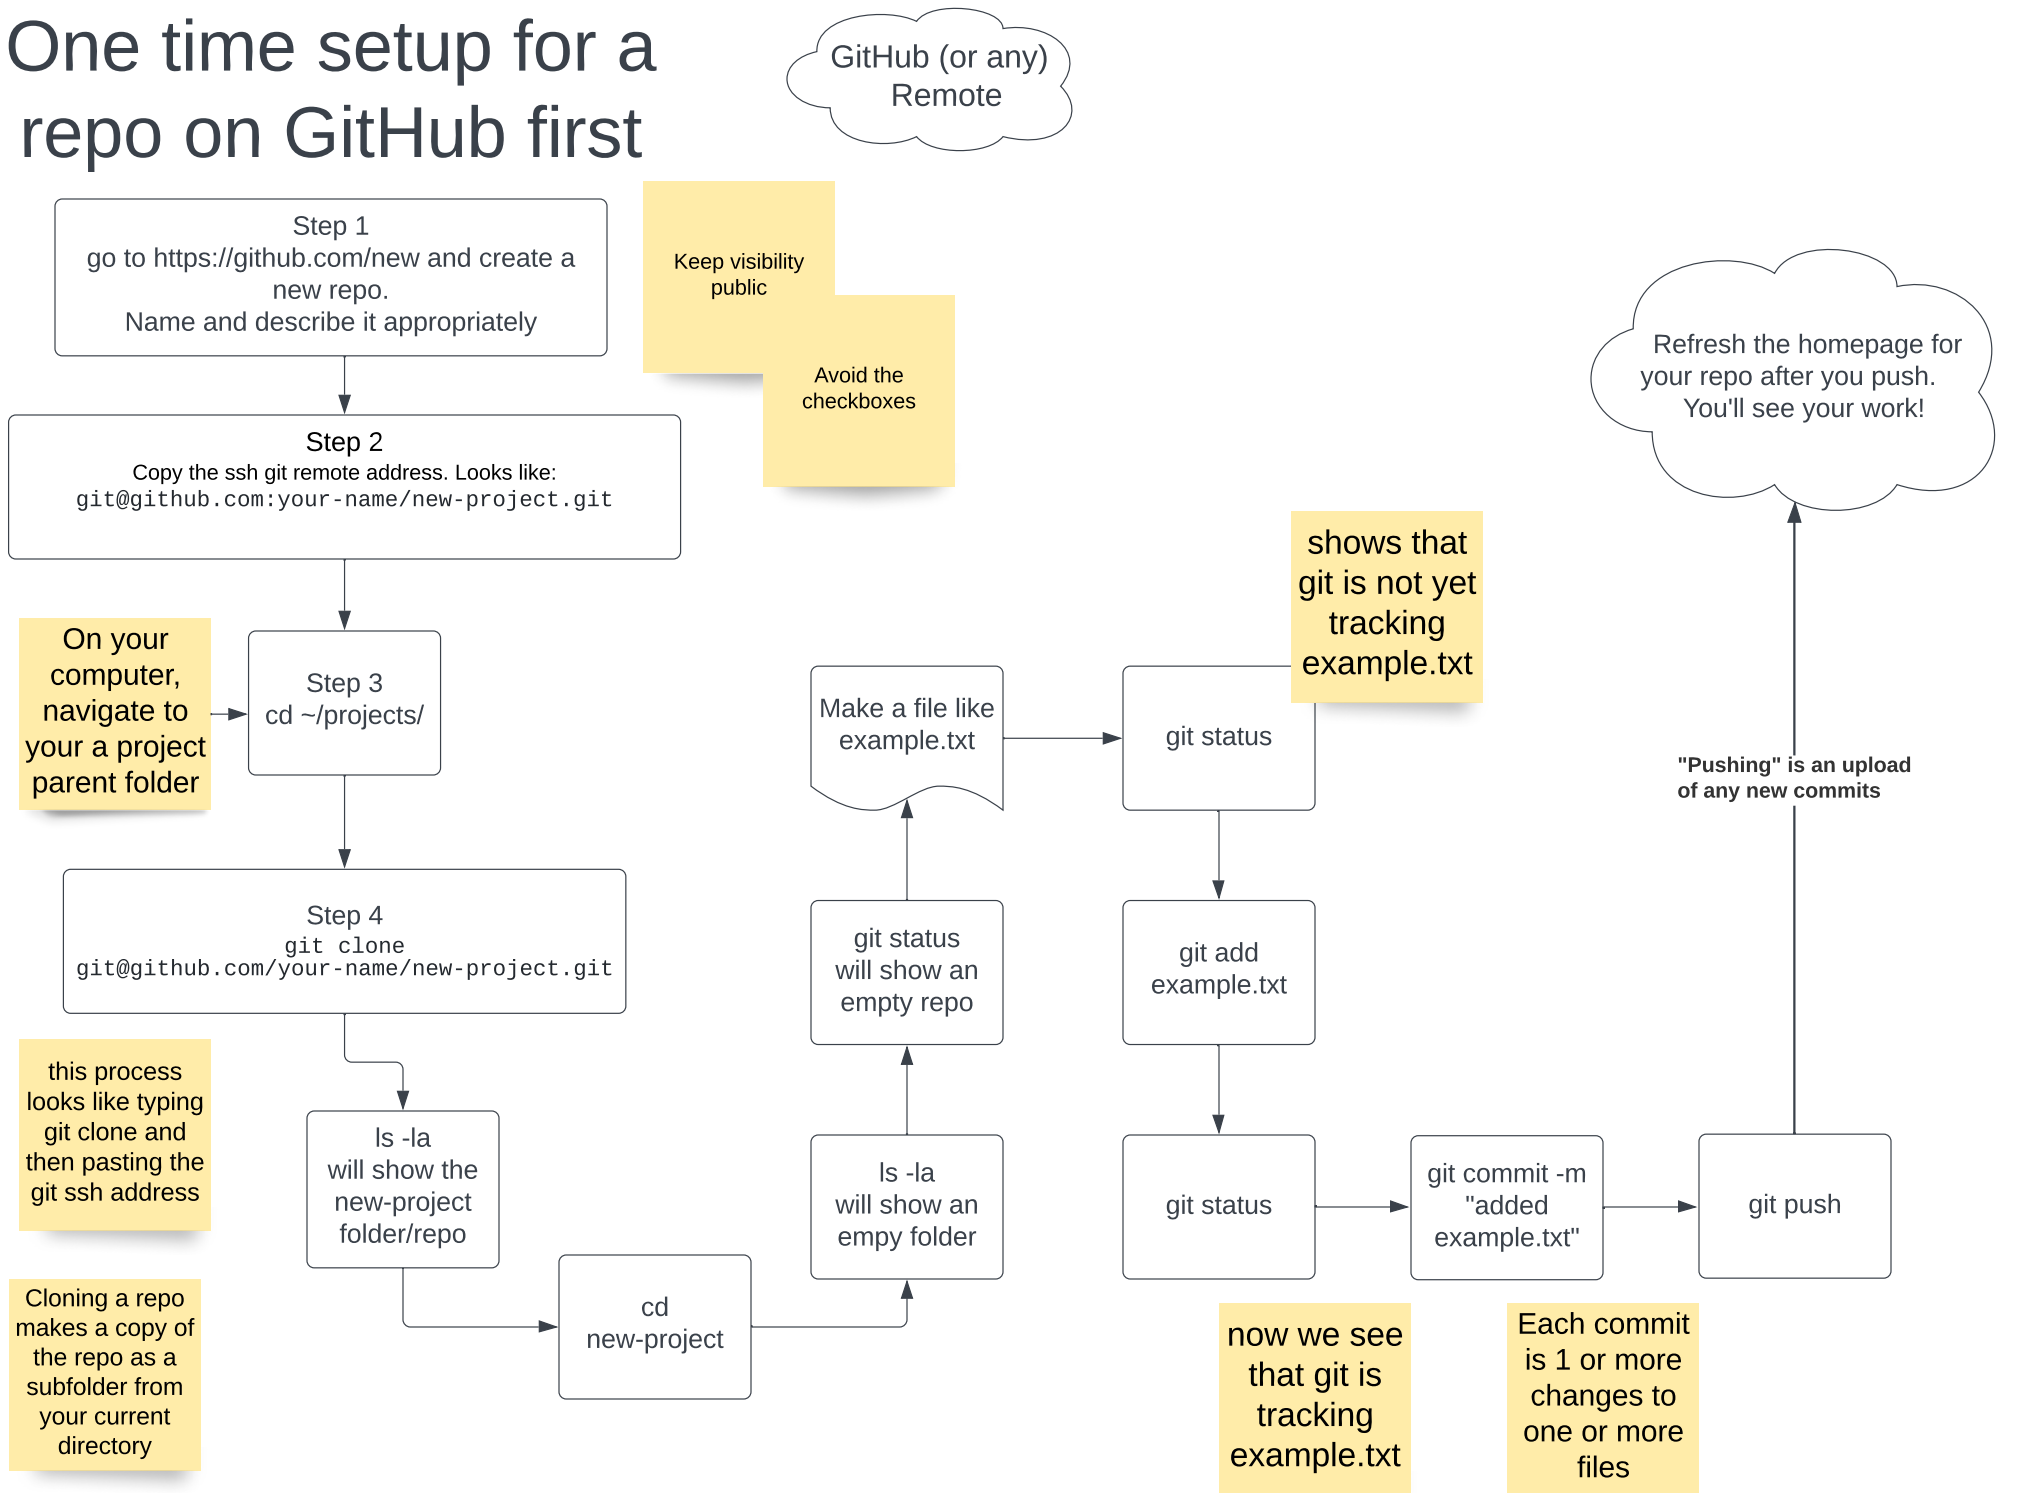 One time setup for a
repo on GitHub first
GitHub (or any)
Remote
Step 1
go to https://github.com/new and create a
new repo.
Name and describe it appropriately
Keep visibility
public
Avoid the
checkboxes
Step 2
Copy the ssh git remote address. Looks like:
git@github.com:your-name/new-project.git
On your
computer,
navigate to
your a project
parent folder
Step 3
cd ~/projects/
Step 4
git clone
git@github.com/your-name/new-project.git
this process
looks like typing
git clone and
then pasting the
git ssh address
Cloning a repo
makes a copy of
the repo as a
subfolder from
your current
directory
ls -la
will show the
new-project
folder/repo
cd
new-project
ls -la
will show an
empy folder
git status
will show an
empty repo
Make a file like
example.txt
git status
shows that
git is not yet
tracking
example.txt
git add
example.txt
git status
now we see
that git is
tracking
example.txt
git commit -m
"added
example.txt"
Each commit
is 1 or more
changes to
one or more
files
git push
"Pushing" is an upload
of any new commits
Refresh the homepage for
your repo after you push.
You'll see your work!